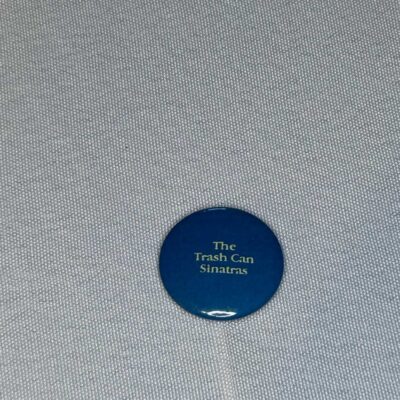 The
Trash Can
Sinatras